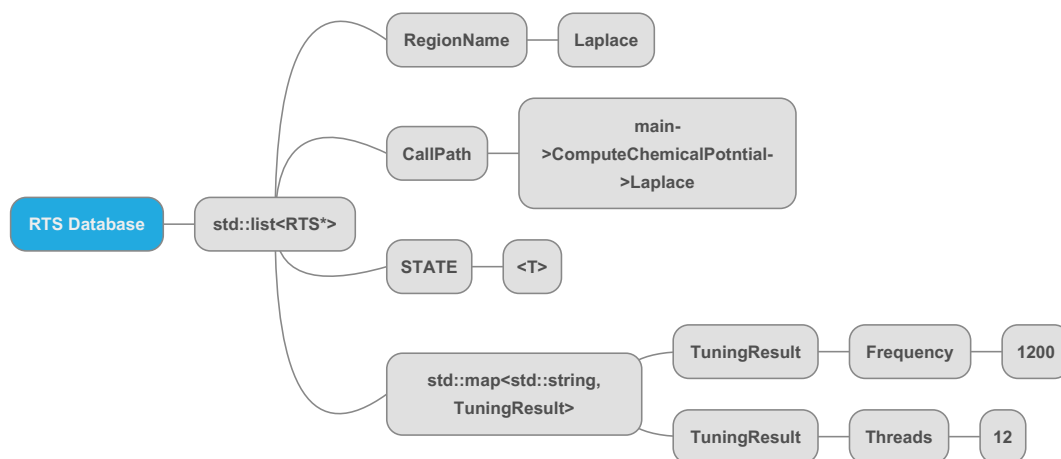 RTS Database
std::list<RTS*>
RegionName
Laplace
CallPath
main-
>ComputeChemicalPotntial-
>Laplace
STATE
<T>
std::map<std::string,
TuningResult>
TuningResult
Frequency
1200
TuningResult
Threads
12